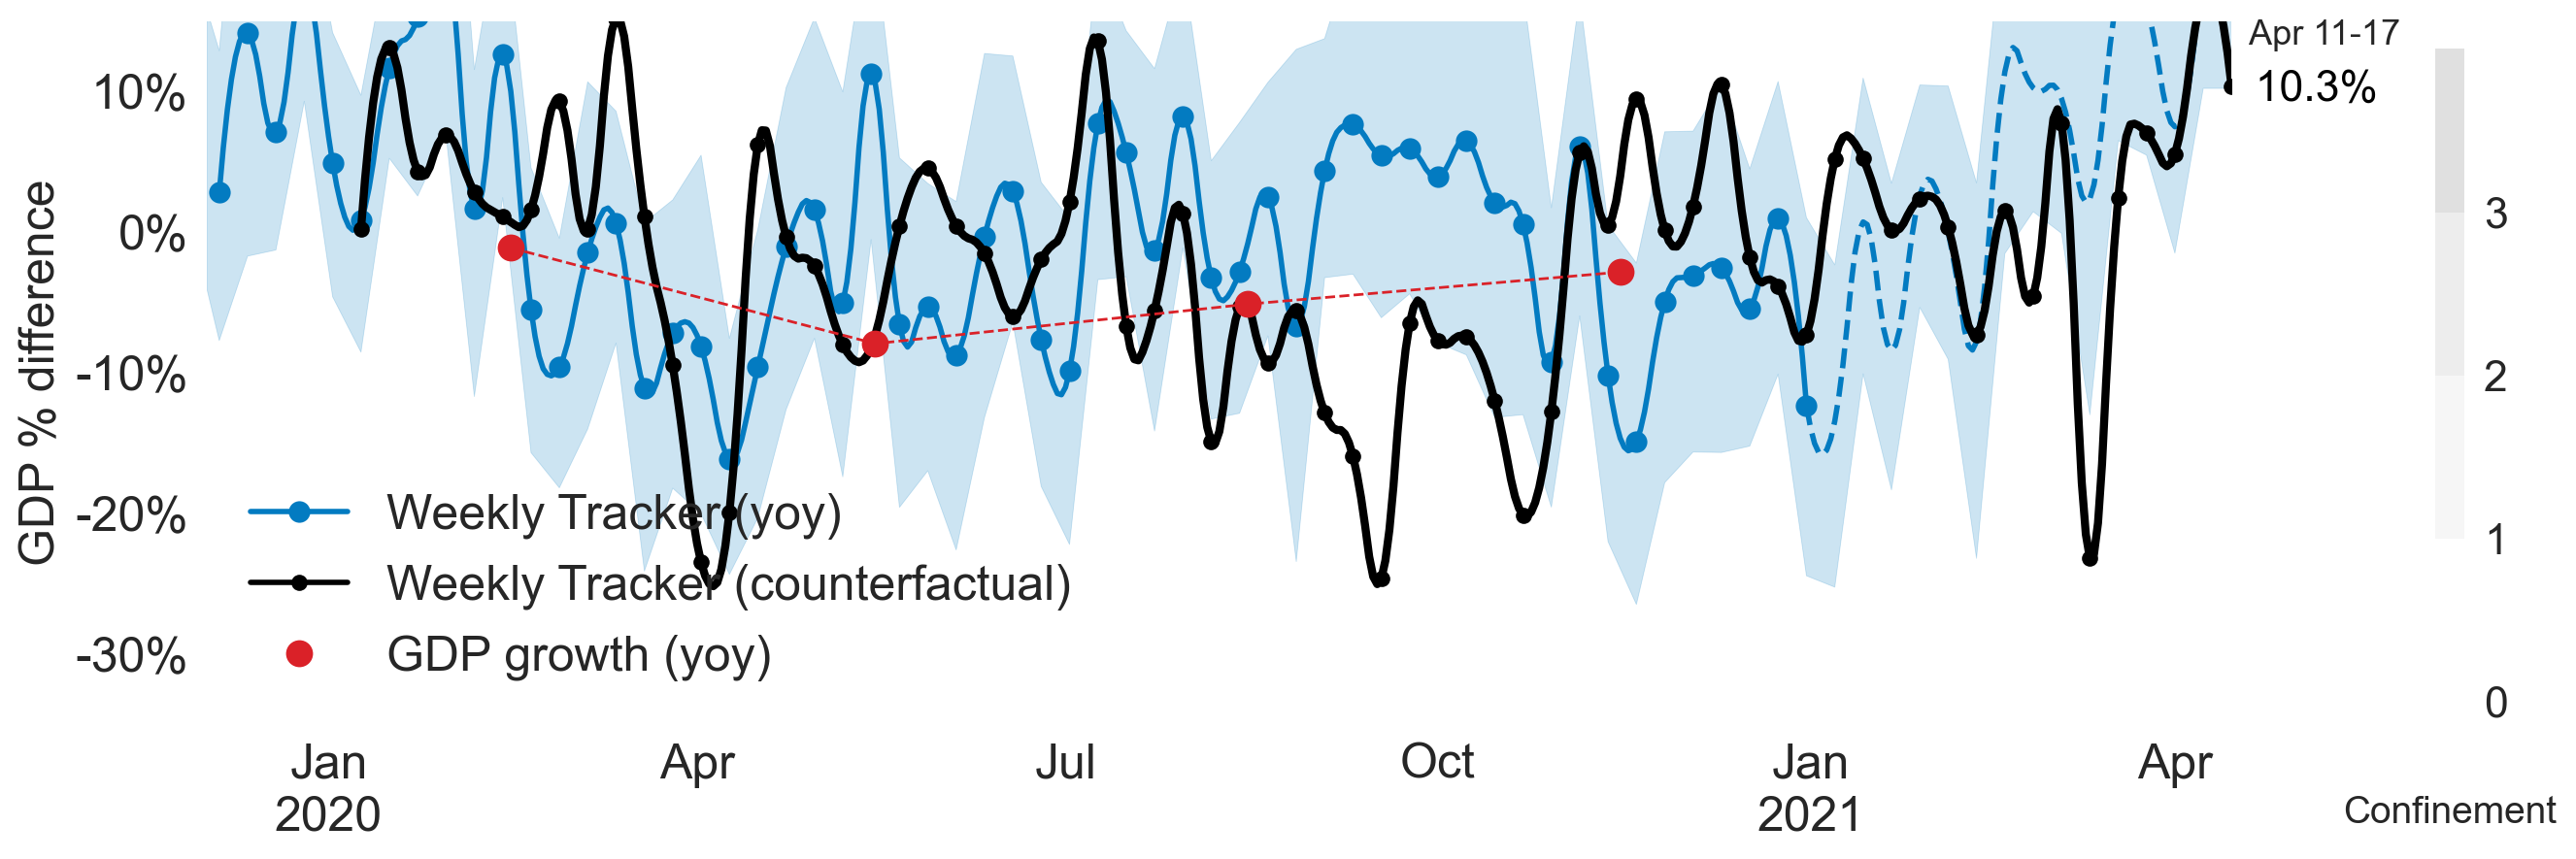 Apr 11-17
10.3%
GDP % difference
10%
0%
-10%
-20%
-30%
Weekly Tracker (yoy)
Weekly Tracker (counterfactual)
GDP growth (yoy)
Jan
2020
Apr
Jul
Oct
Jan
2021
Apr
3
2
1
0
Confinement